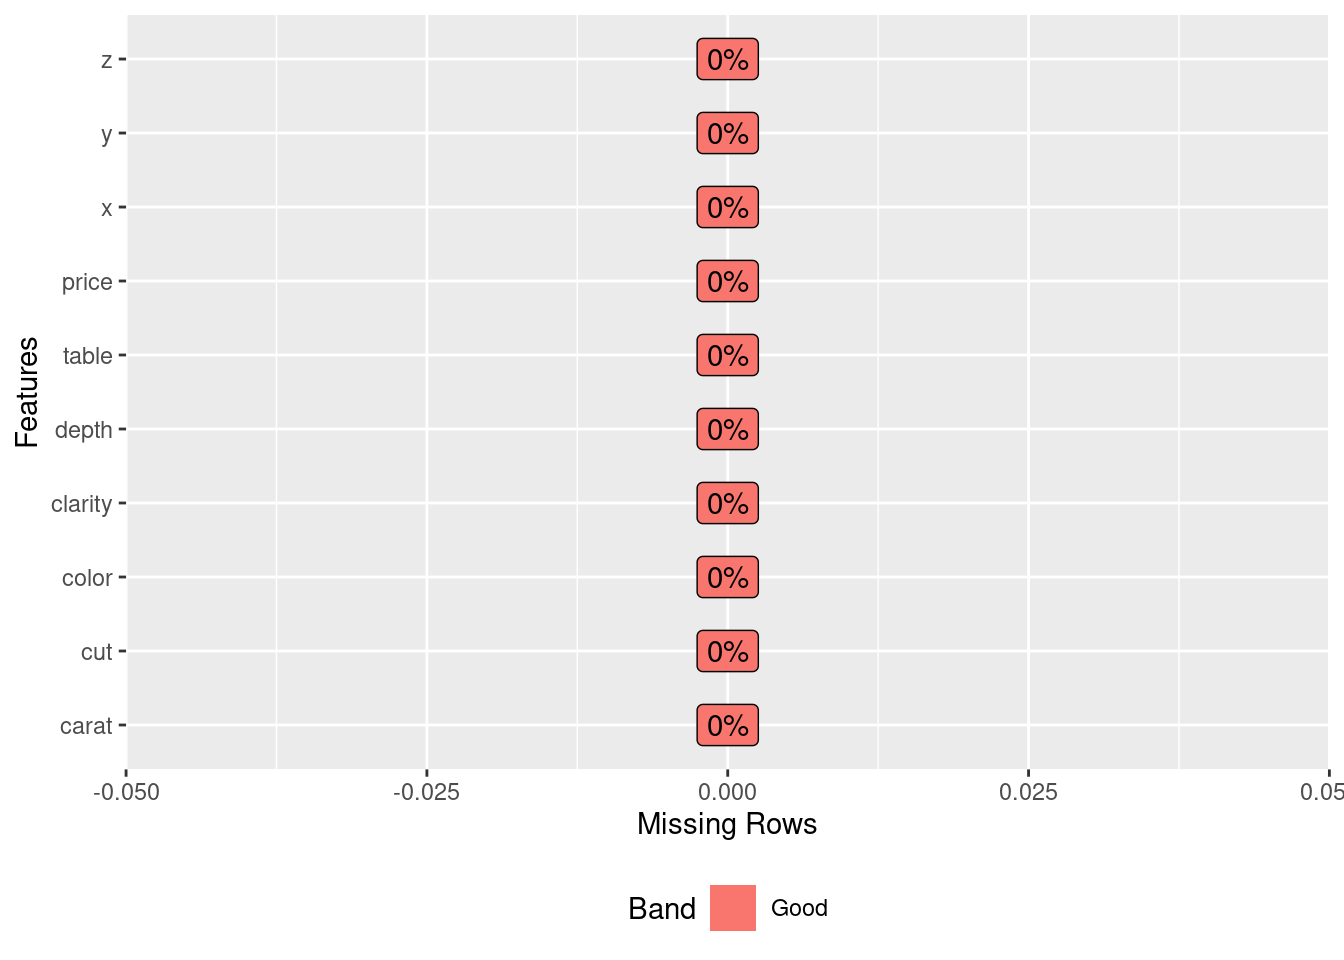 z
0%
y
0%
x
0%
price
0%
table
0%
Features
depth
0%
clarity
0%
color
0%
cut
0%
carat
0%
-0.050 -0.025 0.000 0.025 0.05
Missing Rows
Band Good